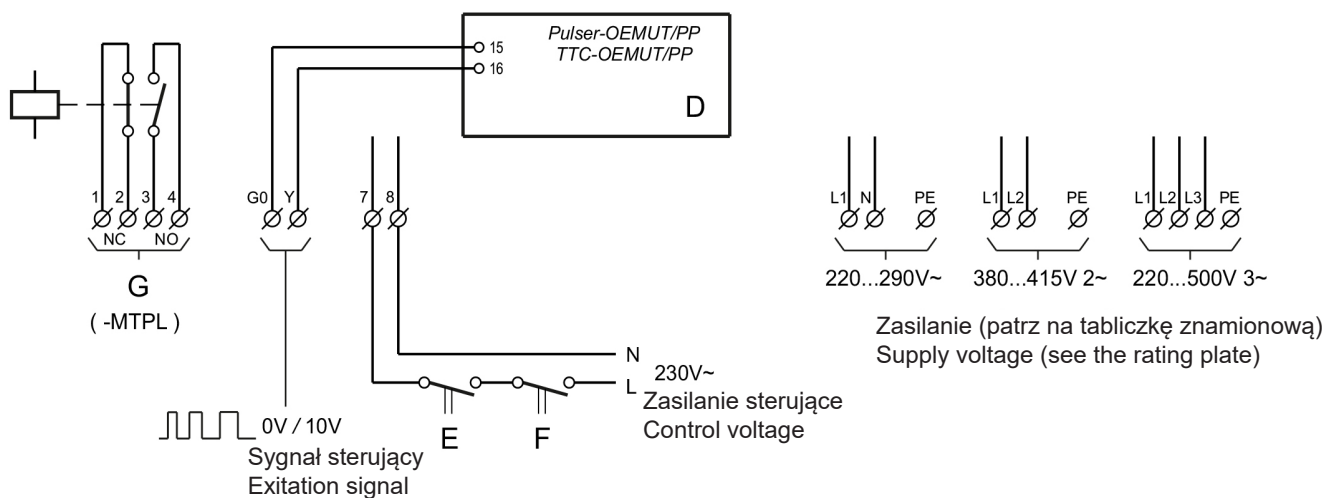 Pulser-OEMUT/PP
TTC-OEMUT/PP
15
16
D
1 2 3 4
NC NO
G
( -MTPL )
G0 Y
7 8
L1 N PE
220...290V~
L1 L2 PE
380...415V 2~
L1 L2 L3 PE
220...500V 3~
Zasilanie (patrz na tabliczkę znamionową)
Supply voltage (see the rating plate)
N
230V~
L
Zasilanie sterujące
Control voltage
E F
0V / 10V
Sygnał sterujący
Exitation signal